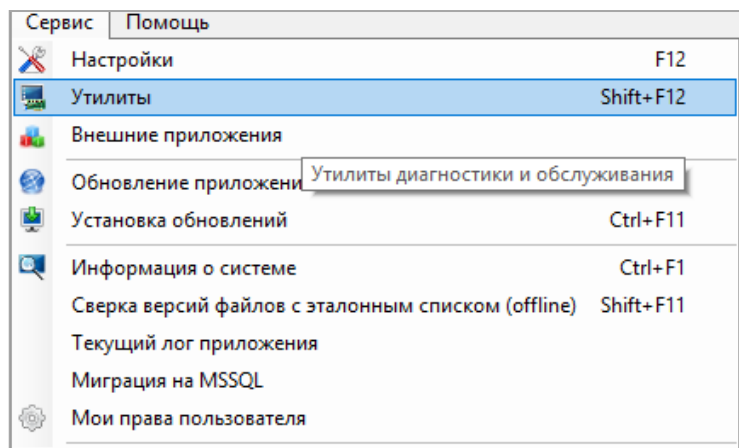 Сервис Помощь
Настройки F12
Утилиты Shift+F12
Внешние приложения
Утилиты диагностики и обслуживания
Обновление приложени
Установка обновлений Ctrl+F11
Информация о системе Ctrl+F1
Сверка версий файлов с эталонным списком (offline) Shift+F11
Текущий лог приложения
Миграция на MSSQL
Мои права пользователя